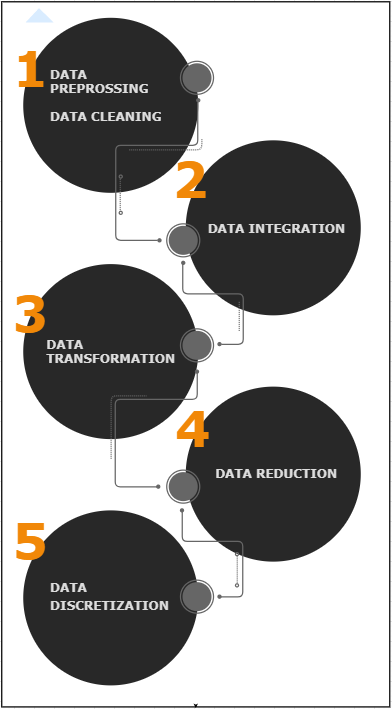 1
DATA
PREPROSSING
DATA CLEANING
2
DATA INTEGRATION
3
DATA
TRANSFORMATION
4
DATA REDUCTION
5
DATA
DISCRETIZATION